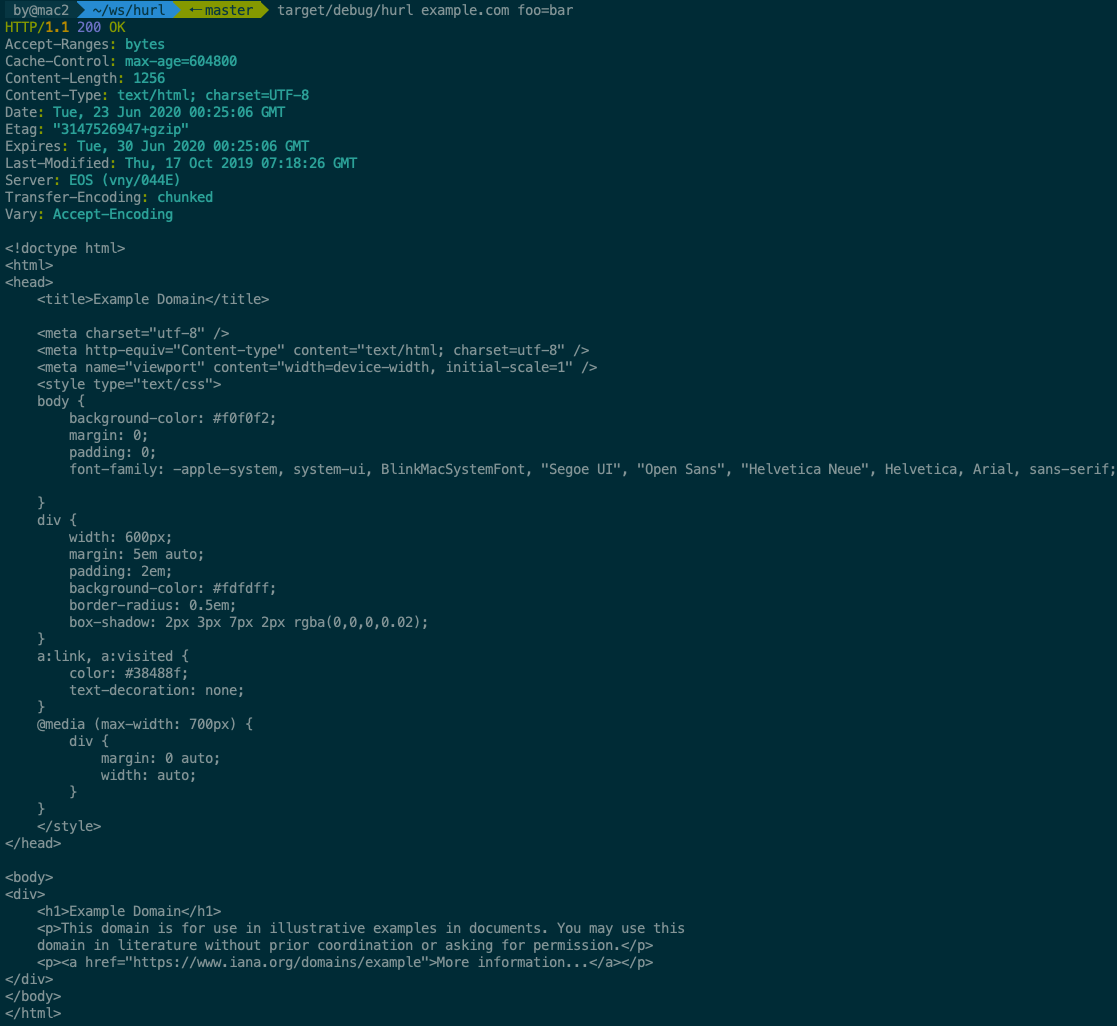 by@mac2 ~/ws/hurl ←master target/debug/hurl example.com foo=bar
HTTP/1.1 200 OK
Accept-Ranges: bytes
Cache-Control: max-age=604800
Content-Length: 1256
Content-Type: text/html; charset=UTF-8
Date: Tue, 23 Jun 2020 00:25:06 GMT
Etag: "3147526947+gzip"
Expires: Tue, 30 Jun 2020 00:25:06 GMT
Last-Modified: Thu, 17 Oct 2019 07:18:26 GMT
Server: EOS (vny/044E)
Transfer-Encoding: chunked
Vary: Accept-Encoding

<!doctype html>
<html>
<head>
    <title>Example Domain</title>

    <meta charset="utf-8" />
    <meta http-equiv="Content-type" content="text/html; charset=utf-8" />
    <meta name="viewport" content="width=device-width, initial-scale=1" />
    <style type="text/css">
    body {
        background-color: #f0f0f2;
        margin: 0;
        padding: 0;
        font-family: -apple-system, system-ui, BlinkMacSystemFont, "Segoe UI", "Open Sans", "Helvetica Neue", Helvetica, Arial, sans-serif;

    }
    div {
        width: 600px;
        margin: 5em auto;
        padding: 2em;
        background-color: #fdfdff;
        border-radius: 0.5em;
        box-shadow: 2px 3px 7px 2px rgba(0,0,0,0.02);
    }
    a:link, a:visited {
        color: #38488f;
        text-decoration: none;
    }
    @media (max-width: 700px) {
        div {
            margin: 0 auto;
            width: auto;
        }
    }
    </style>
</head>

<body>
<div>
    <h1>Example Domain</h1>
    <p>This domain is for use in illustrative examples in documents. You may use this
    domain in literature without prior coordination or asking for permission.</p>
    <p><a href="https://www.iana.org/domains/example">More information...</a></p>
</div>
</body>
</html>